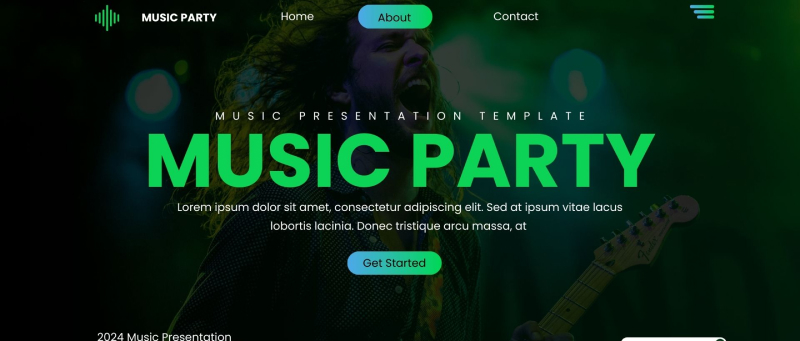 MUSIC PARTY Home About Contact
MUSIC PRESENTATION TEMPLATE
MUSIC PARTY
Lorem ipsum dolor sit amet, consectetur adipiscing elit. Sed at ipsum vitae lacus
lobortis lacinia. Donec tristique arcu massa, at
Get Started
2024 Music Presentation